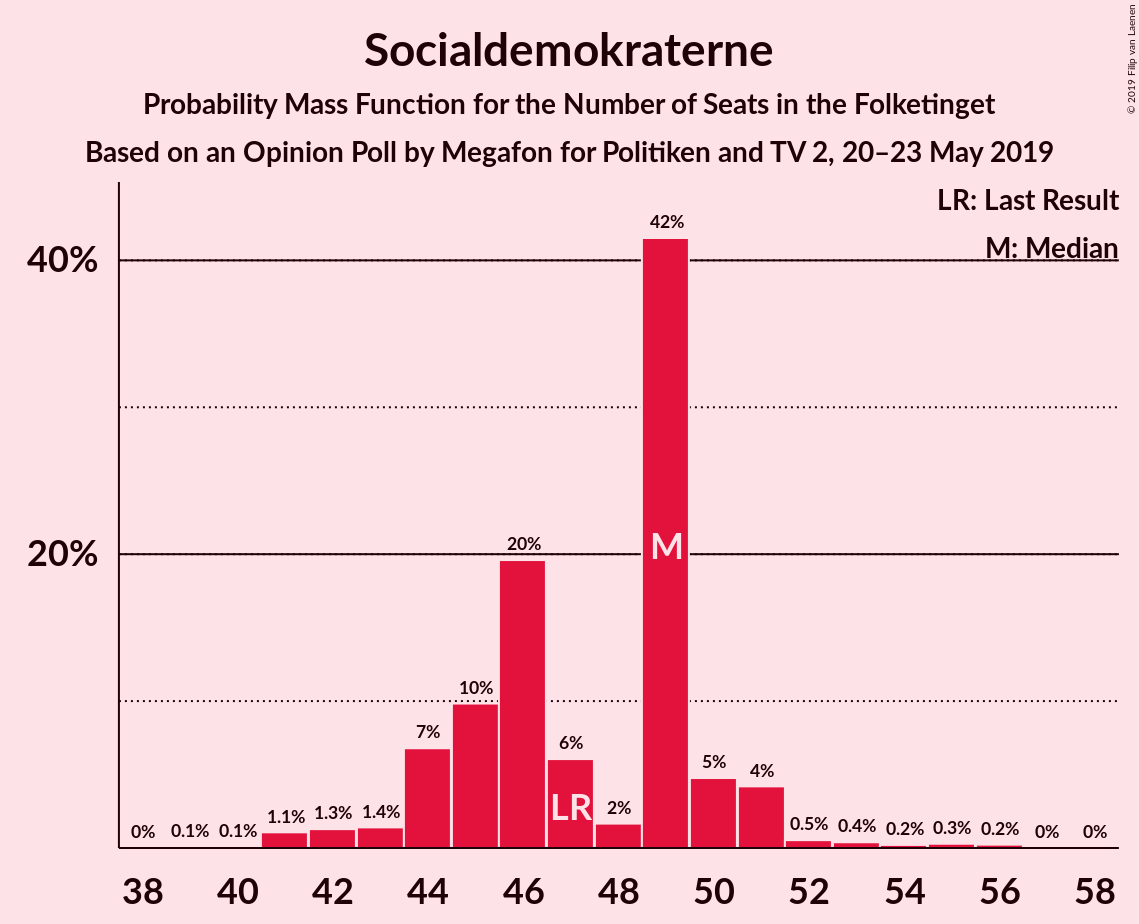 Socialdemokraterne
Probability Mass Function for the Number of Seats in the Folketinget
Based on an Opinion Poll by Megafon for Politiken and TV 2, 20–23 May 2019
© 2019 Filip van Laenen
LR: Last Result
M: Median
40%
20%
0%
0.1%
0.1%
1.1%
1.3%
1.4%
7%
10%
20%
6%
2%
42%
5%
4%
0.5%
0.4%
0.2%
0.3%
0.2%
0%
0%
LR
M
38 40 42 44 46 48 50 52 54 56 58